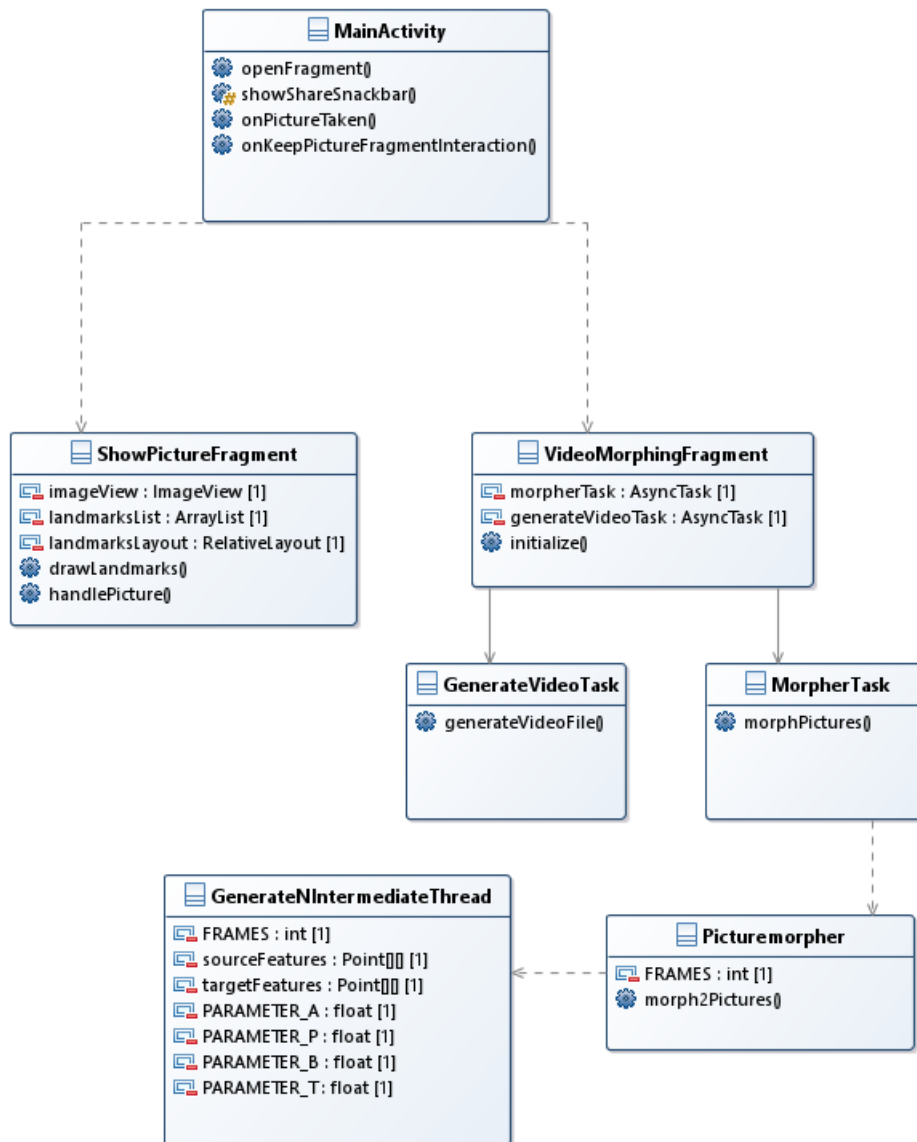 MainActivity
openFragment()
showShareSnackbar()
onPictureTaken()
onKeepPictureFragmentInteraction()
ShowPictureFragment
imageView : ImageView [1]
landmarksList : ArrayList [1]
landmarksLayout : RelativeLayout [1]
drawLandmarks()
handlePicture()
VideoMorphingFragment
morpherTask : AsyncTask [1]
generateVideoTask : AsyncTask [1]
initialize()
GenerateVideoTask
generateVideoFile()
MorpherTask
morphPictures()
GenerateNIntermediateThread
FRAMES : int [1]
sourceFeatures : Point[][] [1]
targetFeatures : Point[][] [1]
PARAMETER_A : float [1]
PARAMETER_P : float [1]
PARAMETER_B : float [1]
PARAMETER_T : float [1]
Picturemorpher
FRAMES : int [1]
morph2Pictures()